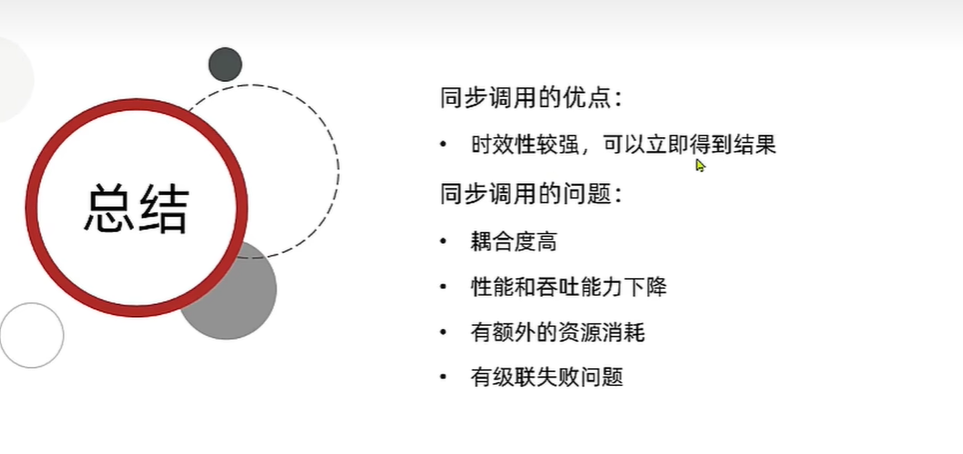 总结
同步调用的优点：
• 时效性较强，可以立即得到结果
同步调用的问题：
• 耦合度高
• 性能和吞吐能力下降
• 有额外的资源消耗
• 有级联失败问题